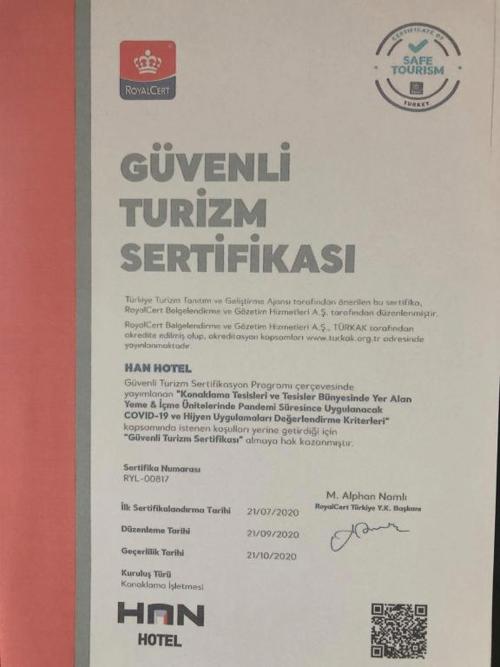 ROYALCERT
CERTIFICATE OF
SAFE
TOURISM
TURKEY
GÜVENLİ
TURİZM
SERTİFİKASI
Türkiye Turizm Tanıtım ve Geliştirme Ajansı tarafından önerilen bu sertifika,
RoyalCert Belgelendirme ve Gözetim Hizmetleri A.Ş. tarafından düzenlenmiştir.
RoyalCert Belgelendirme ve Gözetim Hizmetleri A.Ş., TÜRKAK tarafından
akredite edilmiş olup, akreditasyon kapsamları www.turkak.org.tr adresinde
yayınlanmaktadır.
HAN HOTEL
Güvenli Turizm Sertifikasyon Programı çerçevesinde
yayımlanan "Konaklama Tesisleri ve Tesisler Bünyesinde Yer Alan
Yeme & İçme Ünitelerinde Pandemi Süresince Uygulanacak
COVID-19 ve Hijyen Uygulamaları Değerlendirme Kriterleri"
kapsamında istenen koşulları yerine getirdiği için
"Güvenli Turizm Sertifikası" almaya hak kazanmıştır.
Sertifika Numarası
RYL-00817
M. Alphan Namlı
RoyalCert Türkiye Y.K. Başkanı
İlk Sertifikalandırma Tarihi 21/07/2020
Düzenleme Tarihi 21/09/2020
Geçerlilik Tarihi 21/10/2020
Kuruluş Türü
Konaklama İşletmesi
HAN
HOTEL